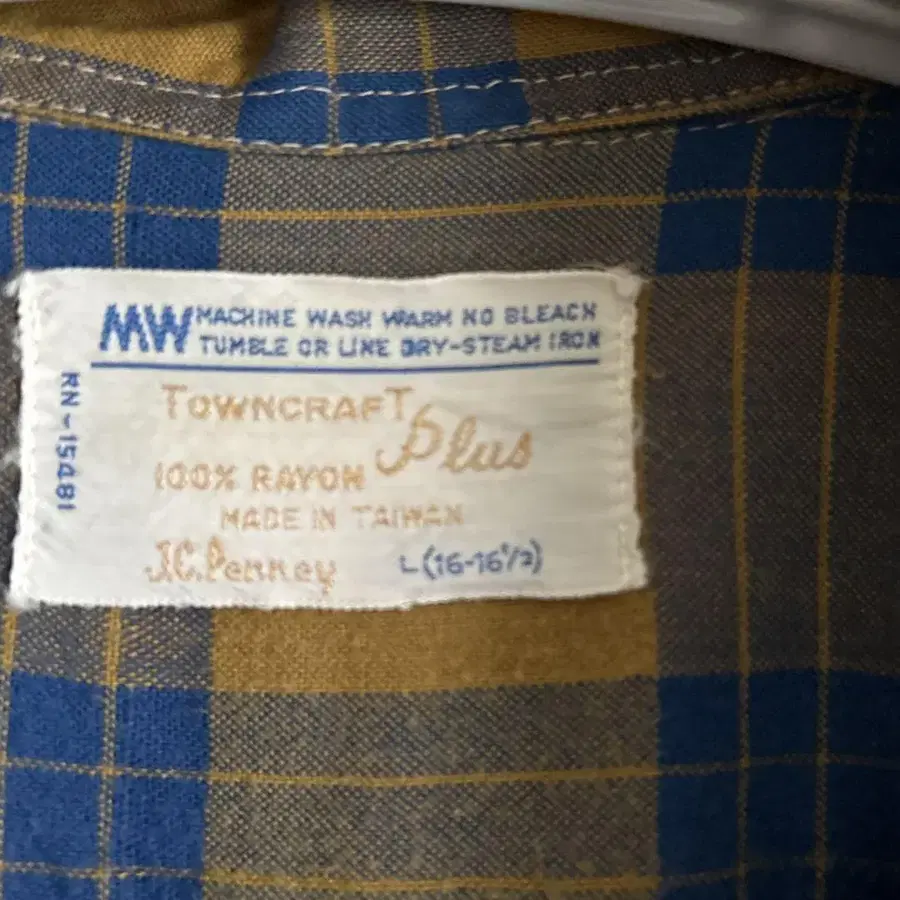 MW MACHINE WASH WARM NO BLEACH
TUMBLE OR LINE DRY-STEAM IRON
RN-15481
TOWNCRAFT Plus
100% RAYON
MADE IN TAIWAN
J.C. Penney L (16-16½)